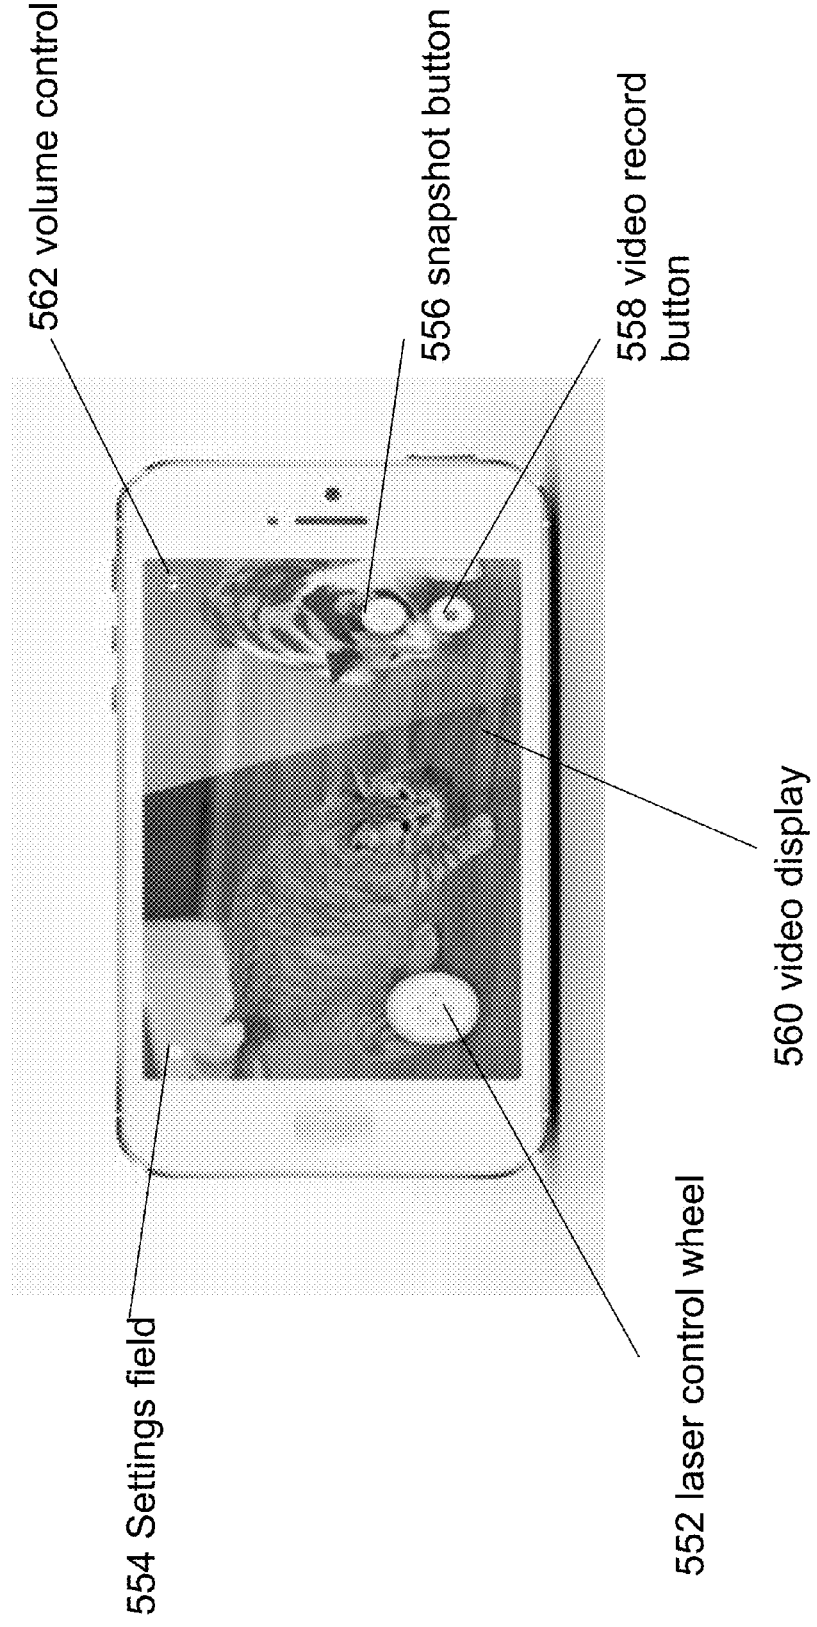 562 volume control
554 Settings field
556 snapshot button
558 video record
button
552 laser control wheel
560 video display